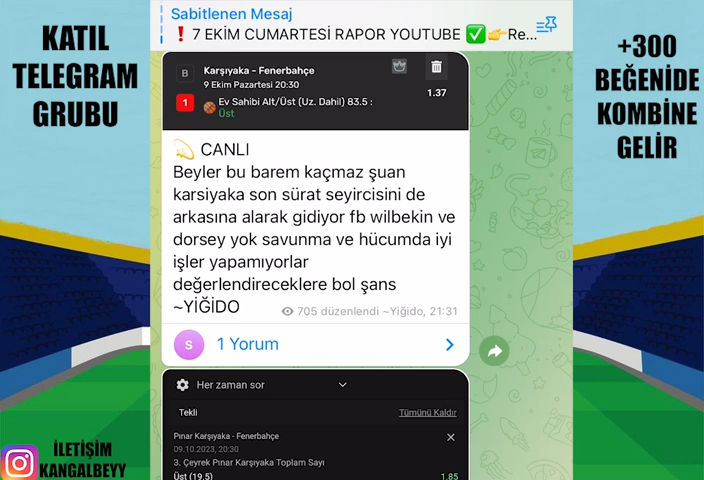 KATIL
TELEGRAM
GRUBU
Sabitlenen Mesaj
❗ 7 EKİM CUMARTESİ RAPOR YOUTUBE ✅👉Re...
+300
BEĞENİDE
KOMBİNE
GELİR
B
Karşıyaka - Fenerbahçe
9 Ekim Pazartesi 20:30
1.37
1
Ev Sahibi Alt/Üst (Uz. Dahil) 83.5 :
Üst
💫 CANLI
Beyler bu barem kaçmaz şuan
karsiyaka son sürat seyircisini de
arkasına alarak gidiyor fb wilbekin ve
dorsey yok savunma ve hücumda iyi
işler yapamıyorlar
değerlendireceklere bol şans
~YİĞİDO
705 düzenlendi ~Yiğido, 21:31
S
1 Yorum
Her zaman sor
Tekli
Tümünü Kaldır
Pınar Karşıyaka - Fenerbahçe
09.10.2023, 20:30
3. Çeyrek Pınar Karşıyaka Toplam Sayı
Üst (19.5)
1.85
İLETİŞİM
KANGALBEYY